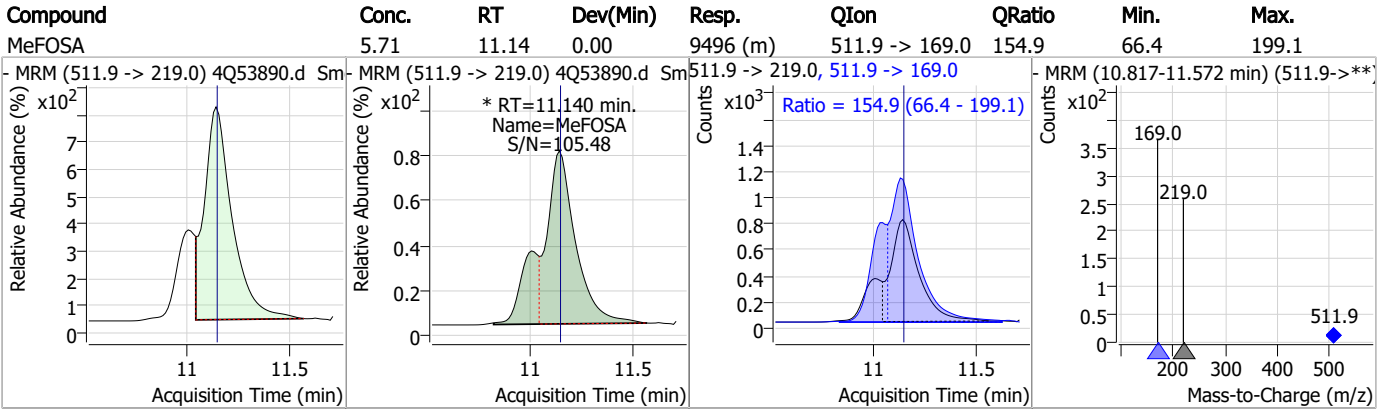 Compound Conc. RT Dev(Min) Resp. QIon QRatio Min. Max.
MeFOSA 5.71 11.14 0.00 9496 (m) 511.9 -> 169.0 154.9 66.4 199.1
- MRM (511.9 -> 219.0) 4Q53890.d Sm
x10²
Relative Abundance (%)
7
6
5
4
3
2
1
0
11 11.5
Acquisition Time (min)
- MRM (511.9 -> 219.0) 4Q53890.d Sm
x10²
* RT=11.140 min.
Name=MeFOSA
S/N=105.48
Relative Abundance (%)
0.8
0.6
0.4
0.2
0
11 11.5
Acquisition Time (min)
511.9 -> 219.0, 511.9 -> 169.0
x10³
Ratio = 154.9 (66.4 - 199.1)
Counts
1.4
1.2
1
0.8
0.6
0.4
0.2
0
11 11.5
Acquisition Time (min)
- MRM (10.817-11.572 min) (511.9->**)
x10²
Counts
169.0
219.0
511.9
3.5
3
2.5
2
1.5
1
0.5
0
200 300 400 500
Mass-to-Charge (m/z)